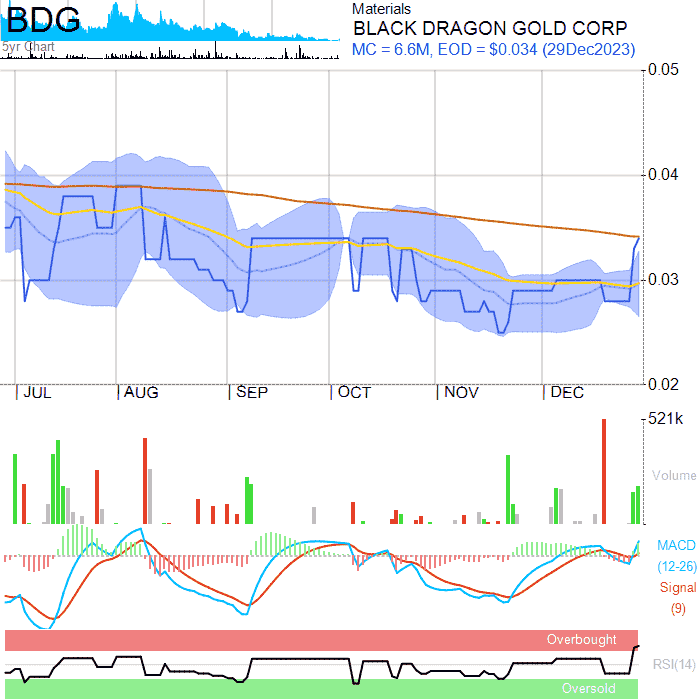 BDG
5yr Chart
Materials
BLACK DRAGON GOLD CORP
MC = 6.6M, EOD = $0.034 (29Dec2023)
0.05
0.04
0.03
0.02
JUL AUG SEP OCT NOV DEC
521k
Volume
MACD
(12-26)
Signal
(9)
Overbought
RSI(14)
Oversold